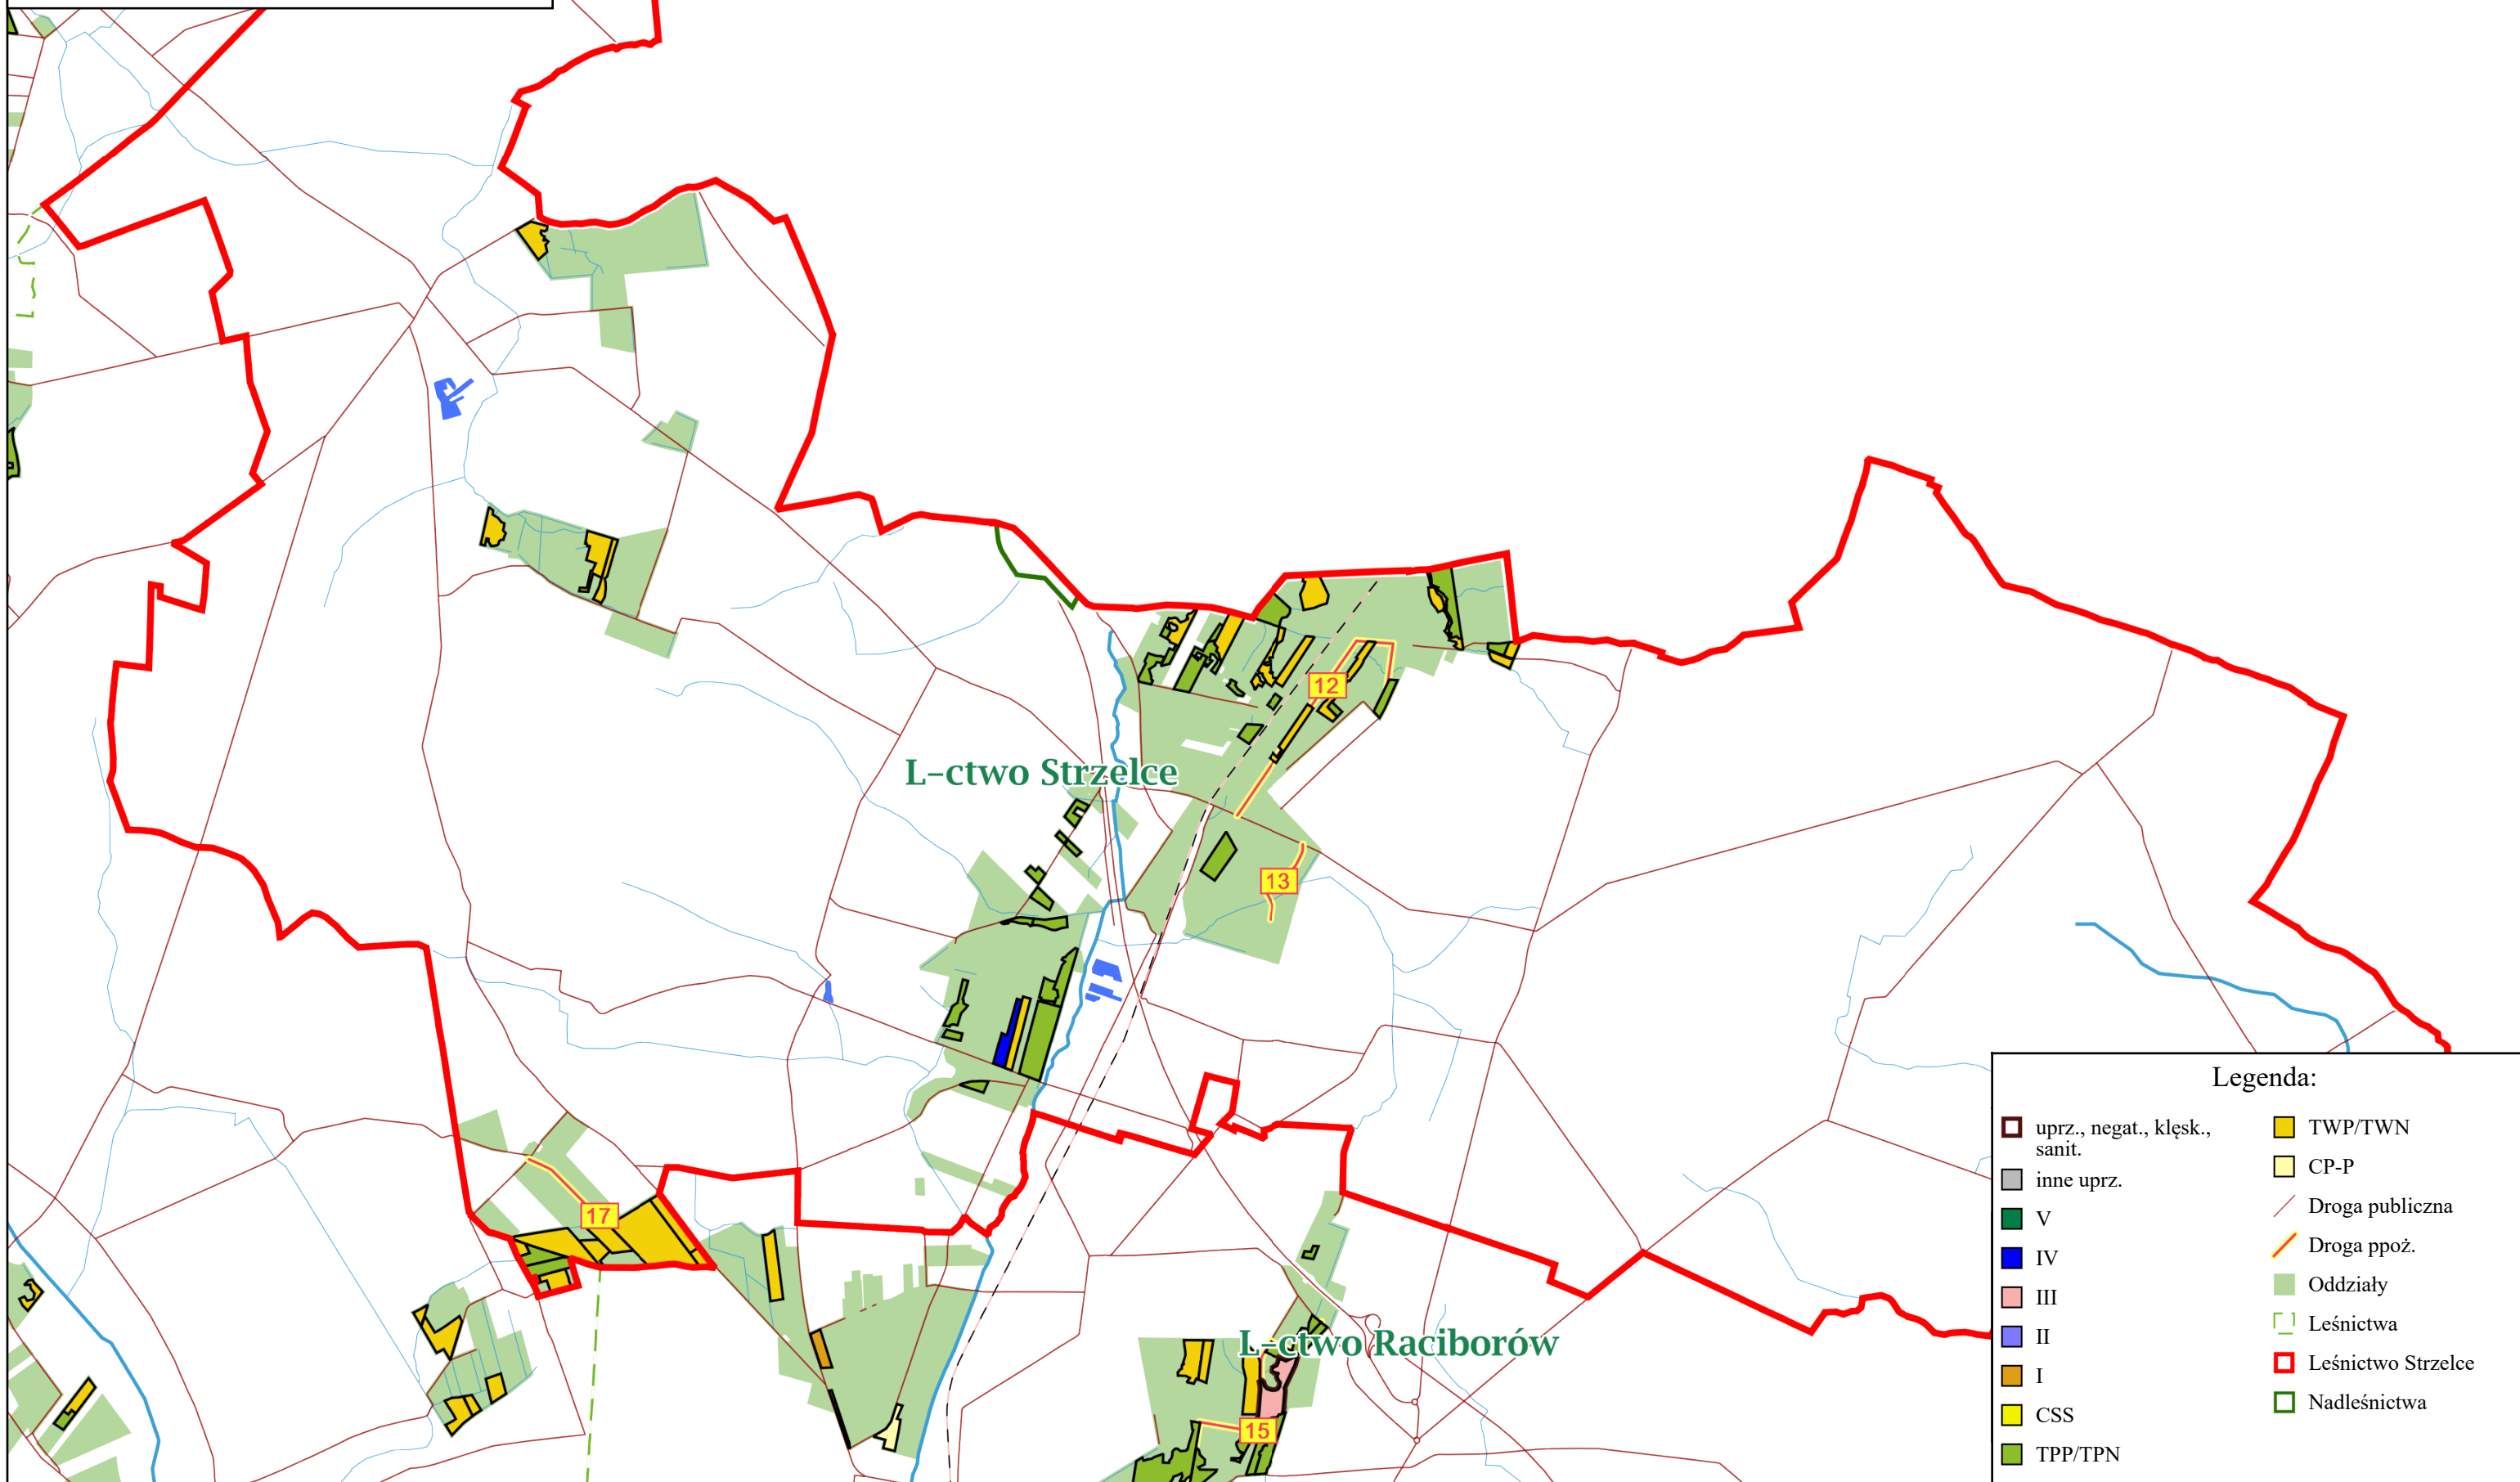 12
L-ctwo Strzelce
13
17
L-ctwo Raciborów
15
Legenda:
uprz., negat., klęsk.,
sanit.
inne uprz.
V
IV
III
II
I
CSS
TPP/TPN
TWP/TWN
CP-P
Droga publiczna
Droga ppoż.
Oddziały
Leśnictwa
Leśnictwo Strzelce
Nadleśnictwa